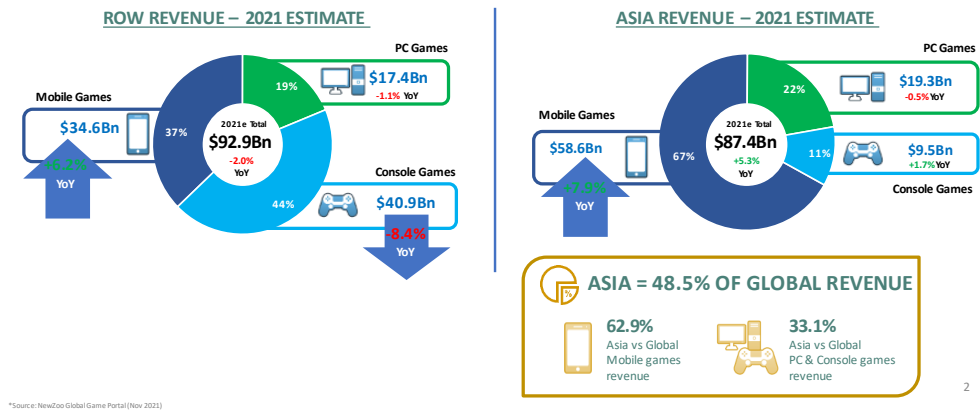 ROW REVENUE – 2021 ESTIMATE
PC Games
$17.4Bn
-1.1% YoY
19%
Mobile Games
$34.6Bn
37%
2021e Total
$92.9Bn
-2.0%
YoY
+6.2%
YoY
Console Games
44%
$40.9Bn
-8.4%
YoY
ASIA REVENUE – 2021 ESTIMATE
PC Games
22%
$19.3Bn
-0.5% YoY
Mobile Games
$58.6Bn
67%
2021e Total
$87.4Bn
+5.3%
YoY
11%
$9.5Bn
+1.7% YoY
Console Games
+7.9%
YoY
%
ASIA = 48.5% OF GLOBAL REVENUE
62.9%
Asia vs Global
Mobile games
revenue
33.1%
Asia vs Global
PC & Console games
revenue
2
*Source: NewZoo Global Game Portal (Nov 2021)